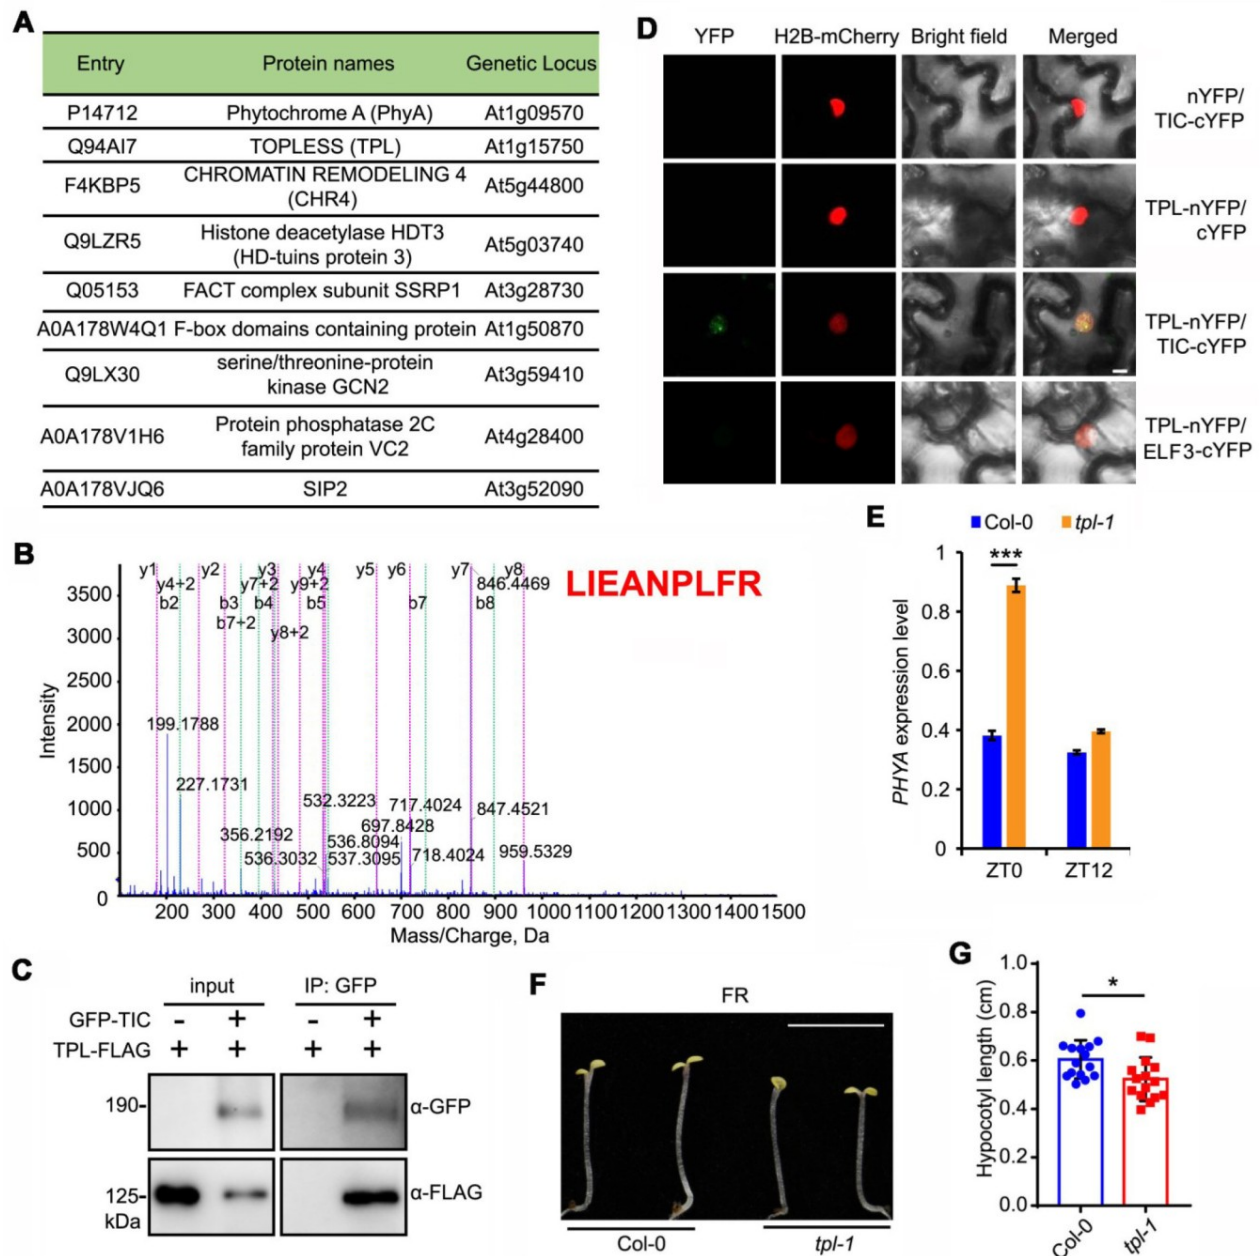 A
Entry Protein names Genetic Locus
P14712 Phytochrome A (PhyA) At1g09570
Q94AI7 TOPLESS (TPL) At1g15750
F4KBP5 CHROMATIN REMODELING 4 (CHR4) At5g44800
Q9LZR5 Histone deacetylase HDT3 (HD-tuins protein 3) At5g03740
Q05153 FACT complex subunit SSRP1 At3g28730
A0A178W4Q1 F-box domains containing protein At1g50870
Q9LX30 serine/threonine-protein kinase GCN2 At3g59410
A0A178V1H6 Protein phosphatase 2C family protein VC2 At4g28400
A0A178VJQ6 SIP2 At3g52090
B
LIEANPLFR
y1 y2 y3 y4 y5 y6 y7 y8
y4+2 y7+2 y9+2 846.4469
b2 b3 b4 b5 b7 b8
b7+2 y8+2
3500
3000
2500
2000
1500
1000
500
0
Intensity
199.1788
227.1731
532.3223 717.4024 847.4521
356.2192 697.8428
536.8094
536.3032 537.3095 718.4024 959.5329
200 300 400 500 600 700 800 900 1000 1100 1200 1300 1400 1500
Mass/Charge, Da
C
input IP: GFP
GFP-TIC - + - +
TPL-FLAG + + + +
190- α-GFP
125- α-FLAG
kDa
D
YFP H2B-mCherry Bright field Merged
nYFP/
TIC-cYFP
TPL-nYFP/
cYFP
TPL-nYFP/
TIC-cYFP
TPL-nYFP/
ELF3-cYFP
E
Col-0 tpl-1
***
1
0.8
0.6
0.4
0.2
0
PHYA expression level
ZT0 ZT12
F
FR
Col-0 tpl-1
G
*
1.0
0.8
0.6
0.4
0.2
0.0
Hypocotyl length (cm)
Col-0 tpl-1